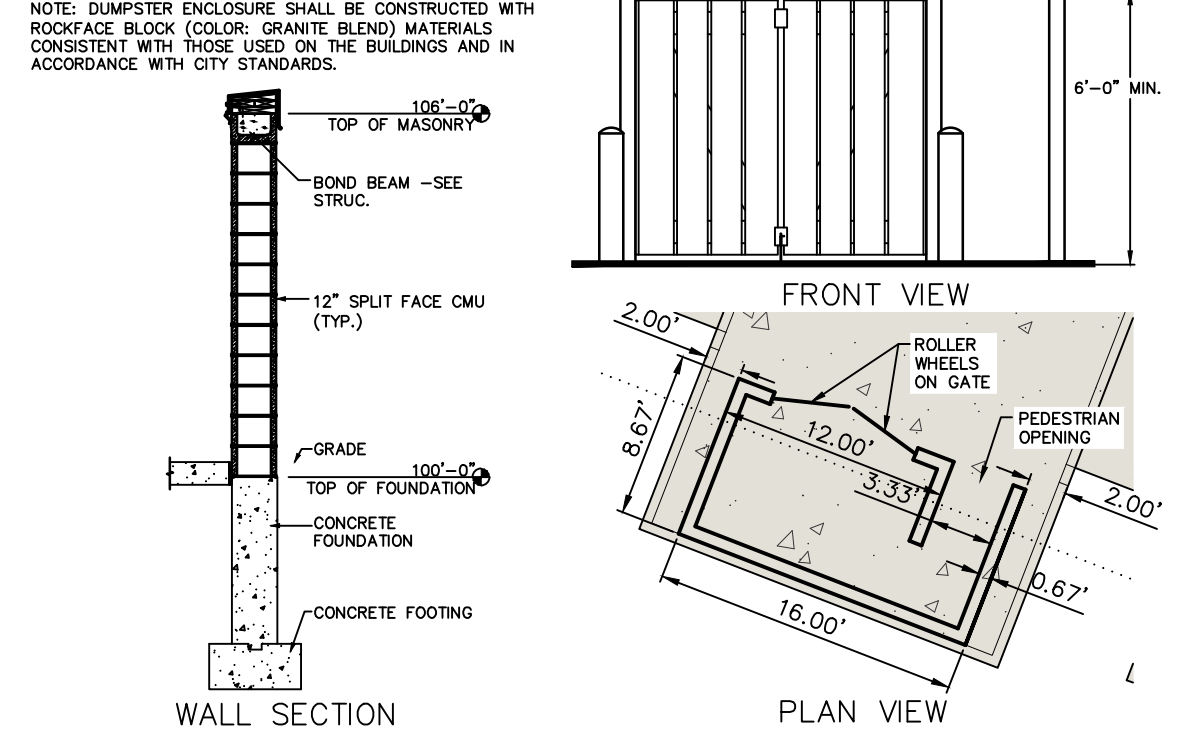 NOTE: DUMPSTER ENCLOSURE SHALL BE CONSTRUCTED WITH
ROCKFACE BLOCK (COLOR: GRANITE BLEND) MATERIALS
CONSISTENT WITH THOSE USED ON THE BUILDINGS AND IN
ACCORDANCE WITH CITY STANDARDS.
106'-0"
TOP OF MASONRY
BOND BEAM -SEE
STRUC.
12" SPLIT FACE CMU
(TYP.)
GRADE
100'-0"
TOP OF FOUNDATION
CONCRETE
FOUNDATION
CONCRETE FOOTING
WALL SECTION
6'-0" MIN.
FRONT VIEW
2.00'
ROLLER
WHEELS
ON GATE
8.67'
PEDESTRIAN
OPENING
12.00'
3.33'
2.00'
0.67'
16.00'
PLAN VIEW